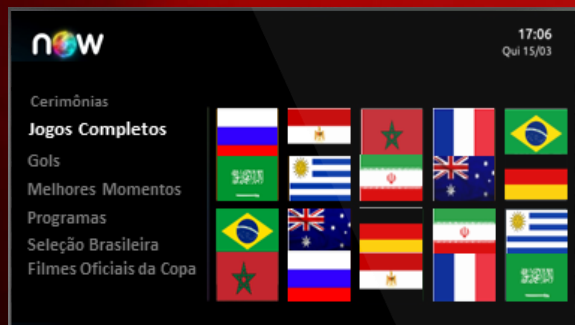 now
17:06
Qui 15/03
Cerimônias
Jogos Completos
Gols
Melhores Momentos
Programas
Seleção Brasileira
Filmes Oficiais da Copa